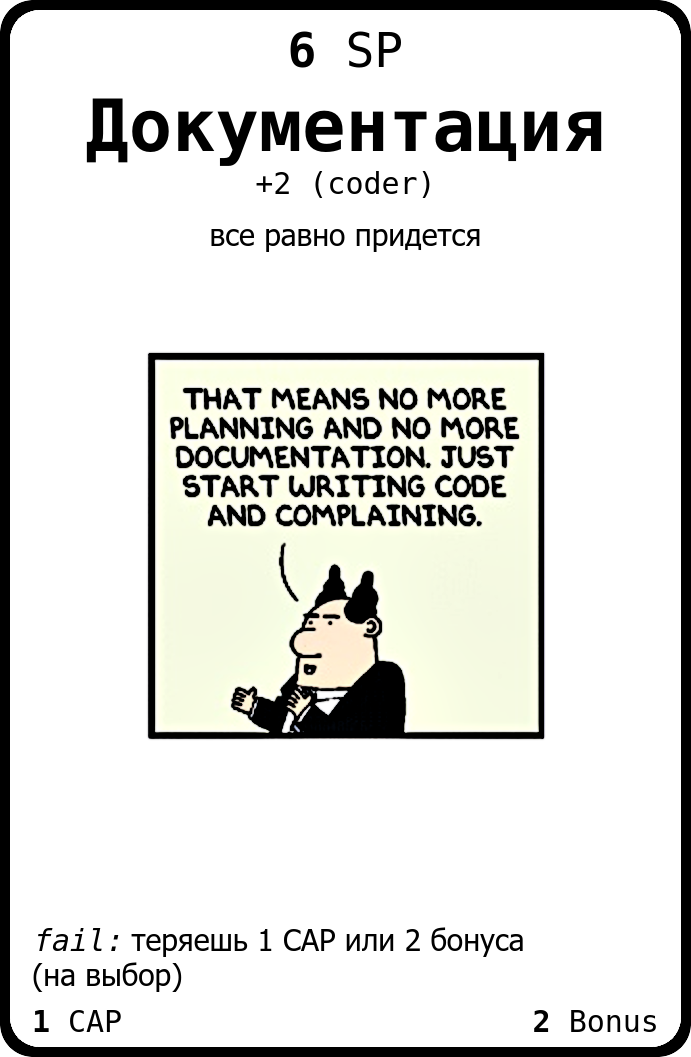 6 SP
Документация
+2 (coder)
все равно придется
THAT MEANS NO MORE
PLANNING AND NO MORE
DOCUMENTATION. JUST
START WRITING CODE
AND COMPLAINING.
fail: теряешь 1 CAP или 2 бонуса
(на выбор)
1 CAP 2 Bonus